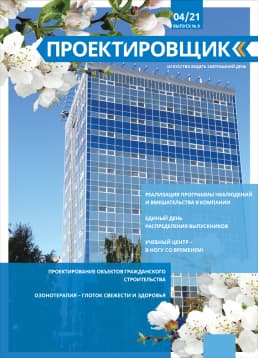 04/21
ВЫПУСК № 9
ПРОЕКТИРОВЩИК
ИСКУССТВО ВИДЕТЬ ЗАВТРАШНИЙ ДЕНЬ
РЕАЛИЗАЦИЯ ПРОГРАММЫ НАБЛЮДЕНИЙ
И ВМЕШАТЕЛЬСТВА В КОМПАНИИ
ЕДИНЫЙ ДЕНЬ
РАСПРЕДЕЛЕНИЯ ВЫПУСКНИКОВ
УЧЕБНЫЙ ЦЕНТР –
В НОГУ СО ВРЕМЕНЕМ!
ПРОЕКТИРОВАНИЕ ОБЪЕКТОВ ГРАЖДАНСКОГО
СТРОИТЕЛЬСТВА
ОЗОНОТЕРАПИЯ – ГЛОТОК СВЕЖЕСТИ И ЗДОРОВЬЯ